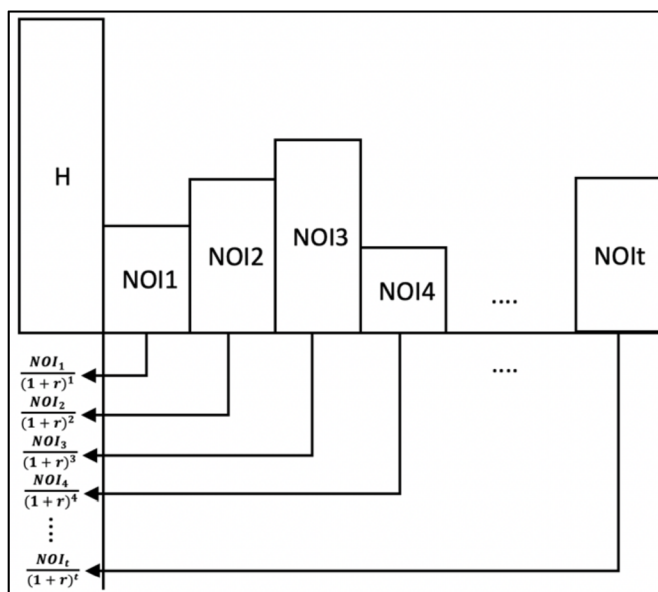 H
NOI1
NOI2
NOI3
NOI4
....
NOIt
....
NOI₁
(1 + r)¹
NOI₂
(1 + r)²
NOI₃
(1 + r)³
NOI₄
(1 + r)⁴
⋮
NOIₜ
(1 + r)ᵗ